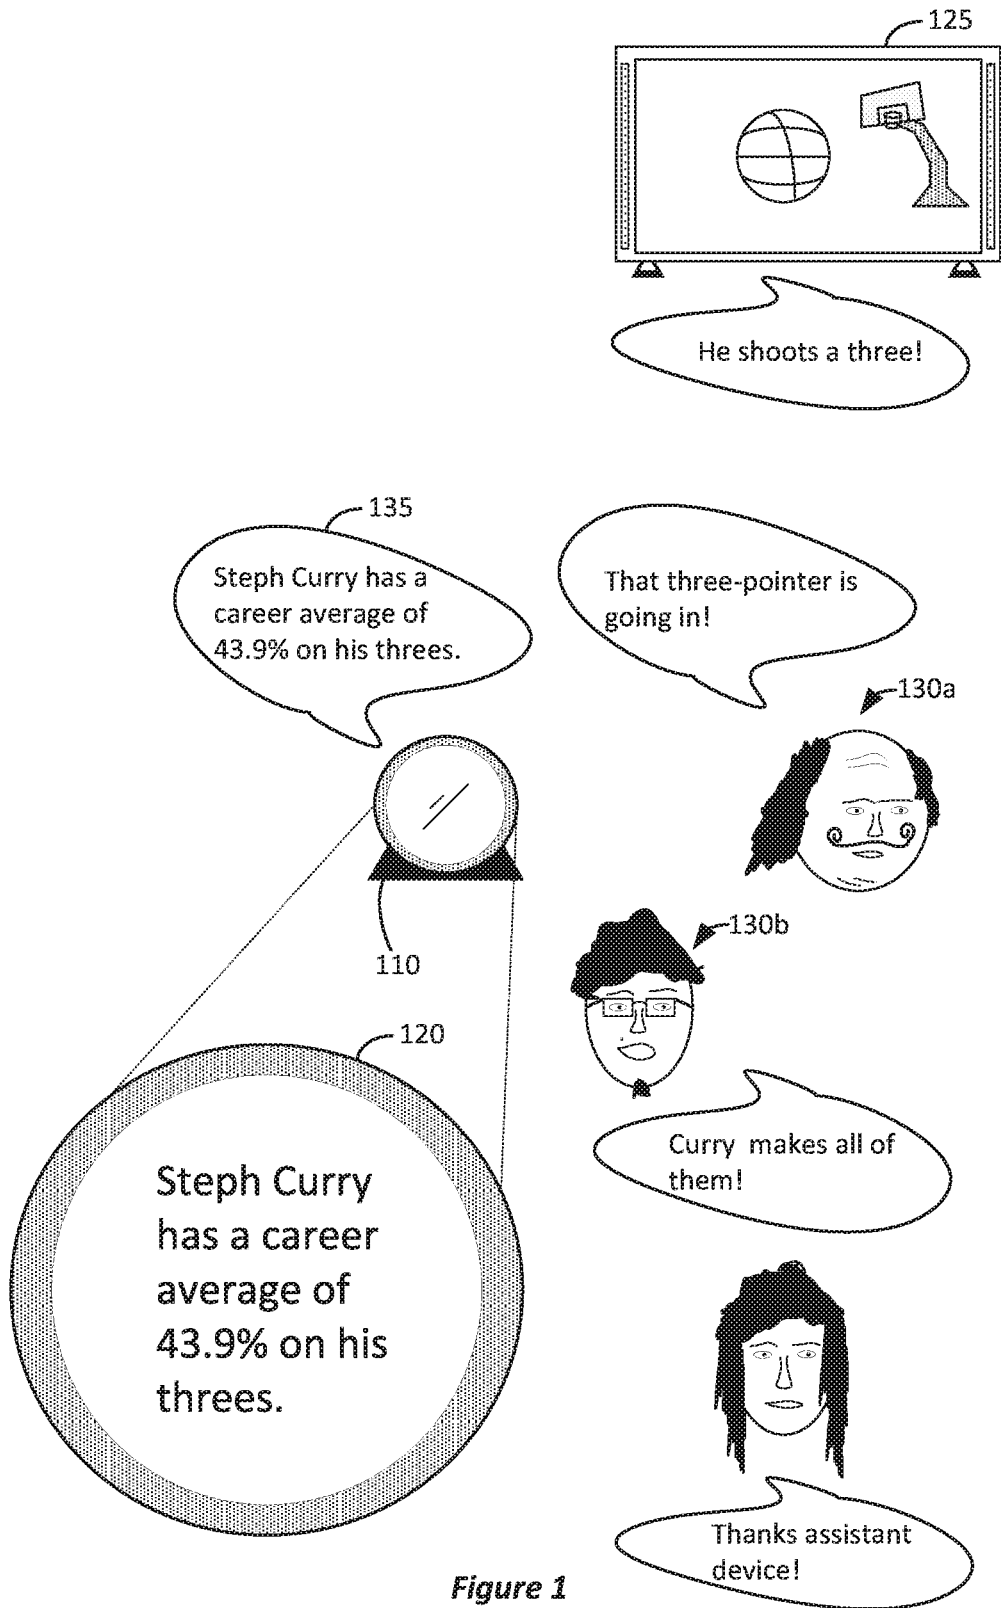 125
He shoots a three!
135
Steph Curry has a
career average of
43.9% on his threes.
That three-pointer is
going in!
130a
130b
110
120
Steph Curry
has a career
average of
43.9% on his
threes.
Curry makes all of
them!
Thanks assistant
device!
Figure 1